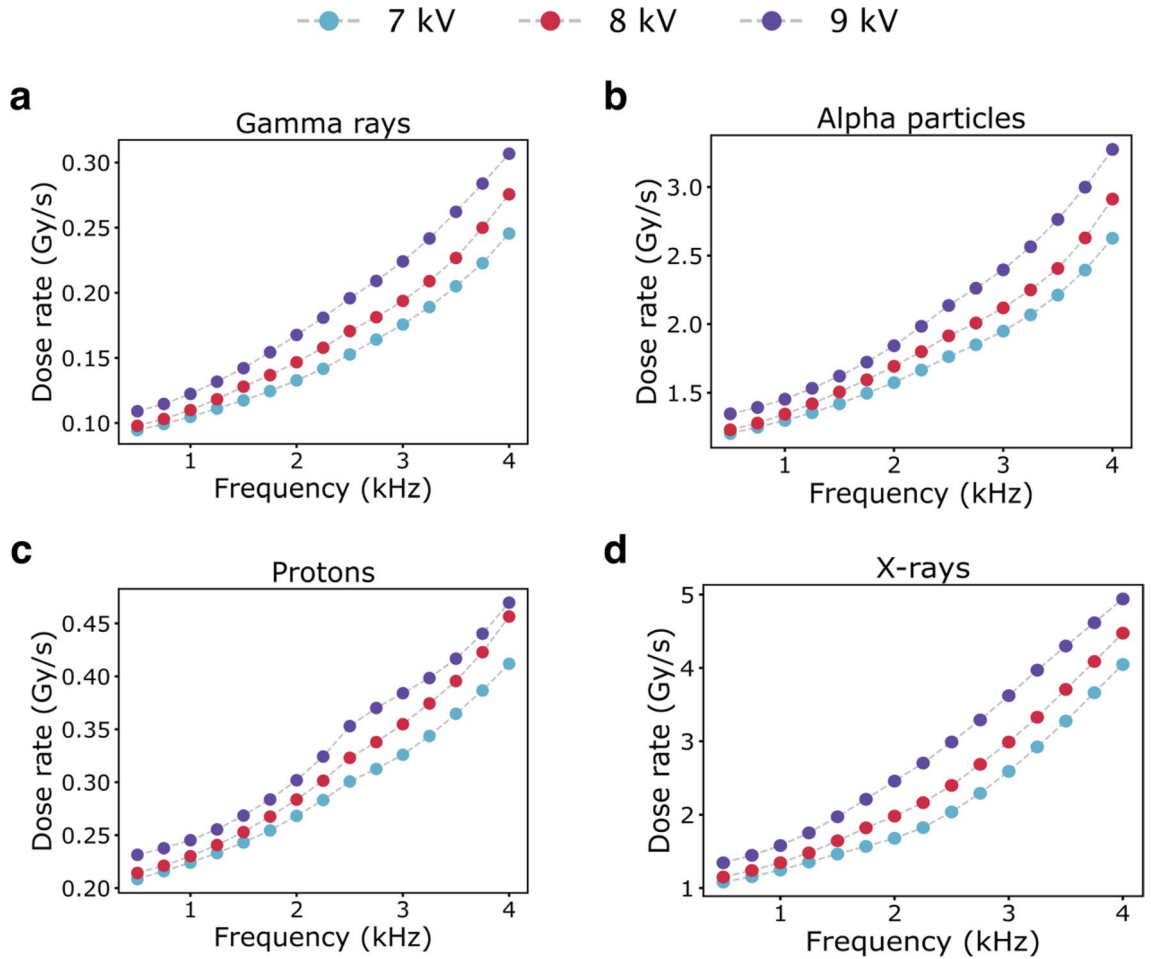 7 kV 8 kV 9 kV
a
Gamma rays
Dose rate (Gy/s)
0.30
0.25
0.20
0.15
0.10
1 2 3 4
Frequency (kHz)
b
Alpha particles
Dose rate (Gy/s)
3.0
2.5
2.0
1.5
1 2 3 4
Frequency (kHz)
c
Protons
Dose rate (Gy/s)
0.45
0.40
0.35
0.30
0.25
0.20
1 2 3 4
Frequency (kHz)
d
X-rays
Dose rate (Gy/s)
5
4
3
2
1
1 2 3 4
Frequency (kHz)